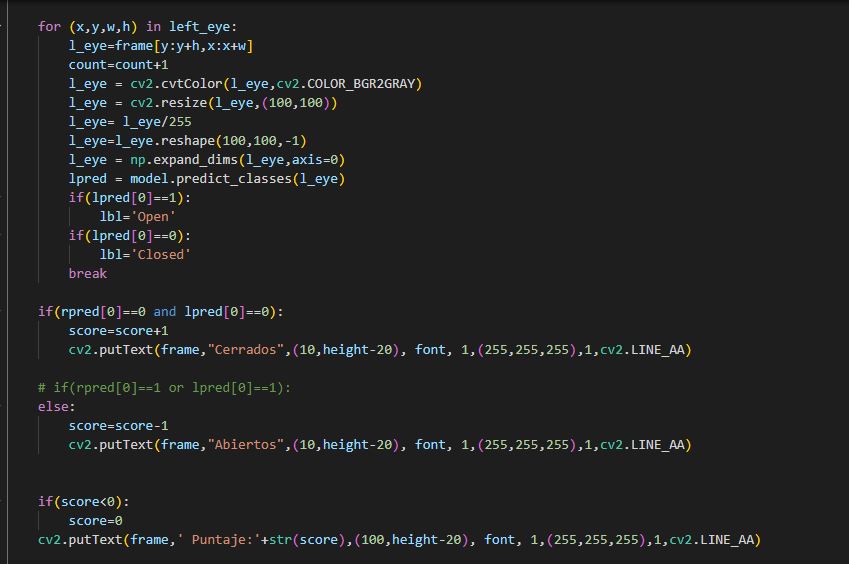 for (x,y,w,h) in left_eye:
l_eye=frame[y:y+h,x:x+w]
count=count+1
l_eye = cv2.cvtColor(l_eye,cv2.COLOR_BGR2GRAY)
l_eye = cv2.resize(l_eye,(100,100))
l_eye= l_eye/255
l_eye=l_eye.reshape(100,100,-1)
l_eye = np.expand_dims(l_eye,axis=0)
lpred = model.predict_classes(l_eye)
if(lpred[0]==1):
lbl='Open'
if(lpred[0]==0):
lbl='Closed'
break
if(rpred[0]==0 and lpred[0]==0):
score=score+1
cv2.putText(frame,"Cerrados",(10,height-20), font, 1,(255,255,255),1,cv2.LINE_AA)
# if(rpred[0]==1 or lpred[0]==1):
else:
score=score-1
cv2.putText(frame,"Abiertos",(10,height-20), font, 1,(255,255,255),1,cv2.LINE_AA)
if(score<0):
score=0
cv2.putText(frame,' Puntaje:'+str(score),(100,height-20), font, 1,(255,255,255),1,cv2.LINE_AA)